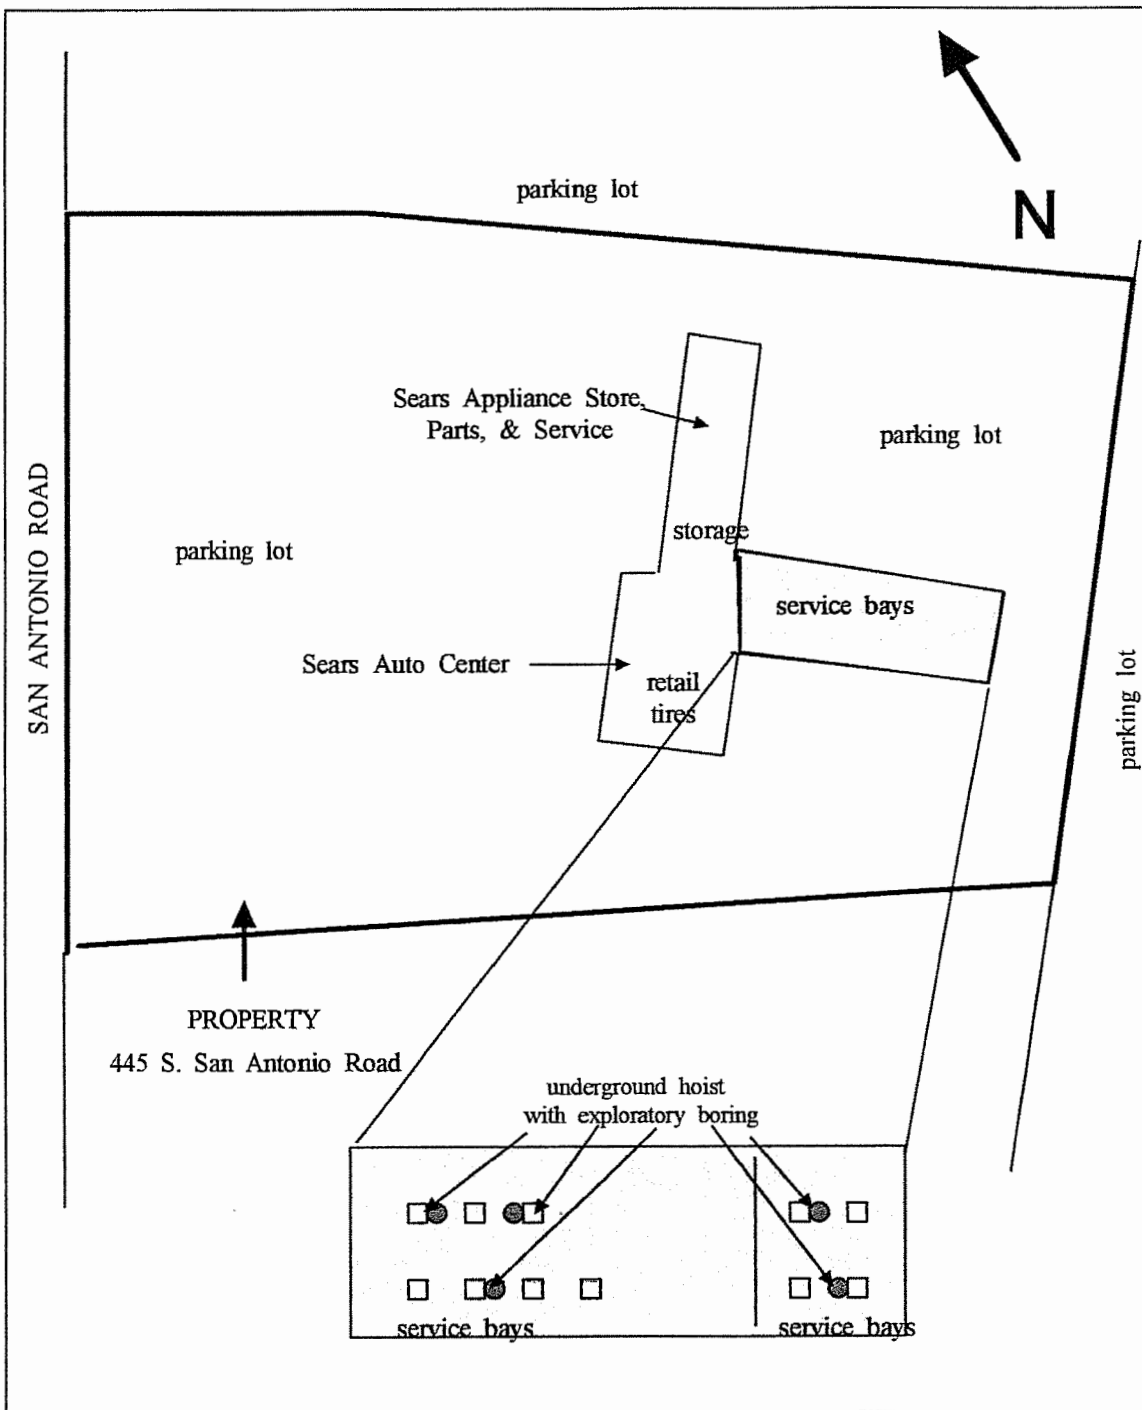 N
parking lot
Sears Appliance Store,
Parts, & Service
parking lot
storage
SAN ANTONIO ROAD
parking lot
service bays
Sears Auto Center
retail
tires
parking lot
PROPERTY
445 S. San Antonio Road
underground hoist
with exploratory boring
service bays
service bays